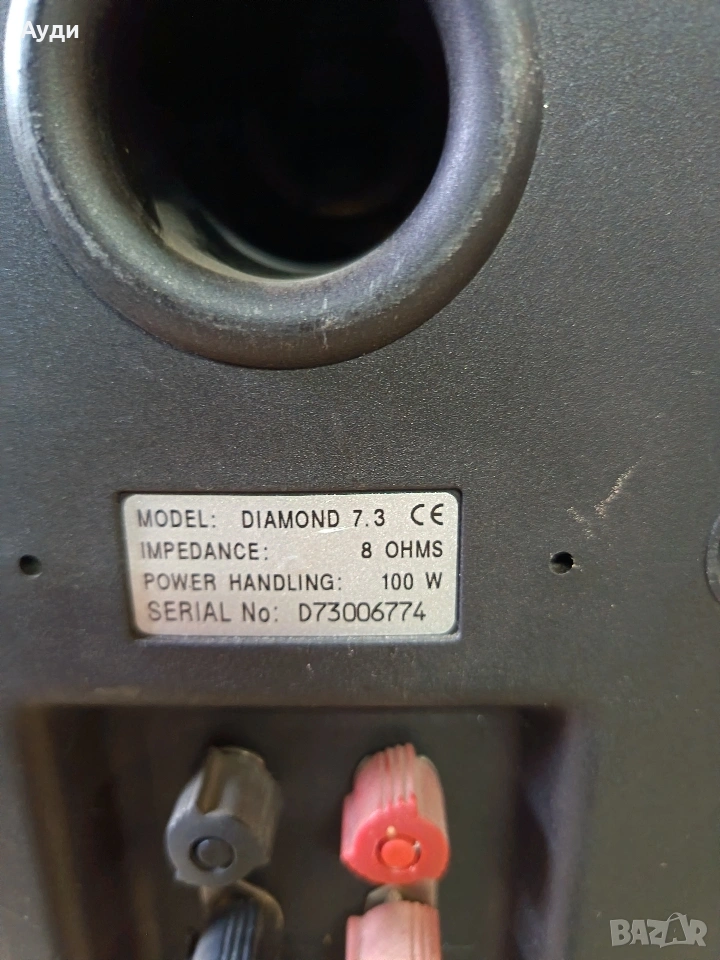 Ауди
MODEL: DIAMOND 7.3 CE
IMPEDANCE: 8 OHMS
POWER HANDLING: 100 W
SERIAL No: D73006774
BAZAR